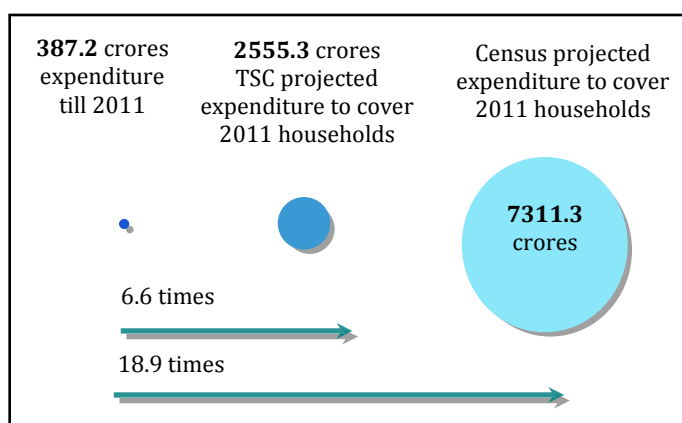 387.2 crores
expenditure
till 2011
2555.3 crores
TSC projected
expenditure to cover
2011 households
Census projected
expenditure to cover
2011 households
7311.3
crores
6.6 times
18.9 times